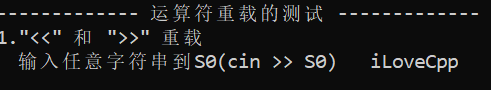 ------------- 运算符重载的测试 -------------
1."<<" 和 ">>" 重载
输入任意字符串到S0(cin >> S0) iLoveCpp